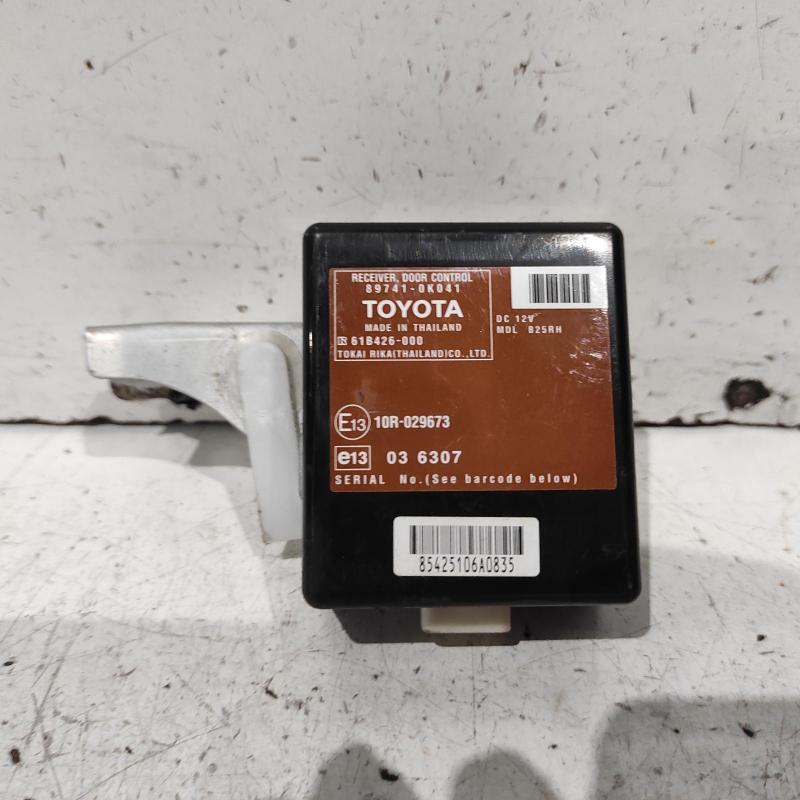 RECEIVER, DOOR CONTROL
89741-0K041
TOYOTA
MADE IN THAILAND
61B426-000
TOKAI RIKA(THAILAND)CO.,LTD.
DC 12V
MDL B25RH
E13 10R-029673
e13 03 6307
SERIAL No.(See barcode below)
85425106A0835